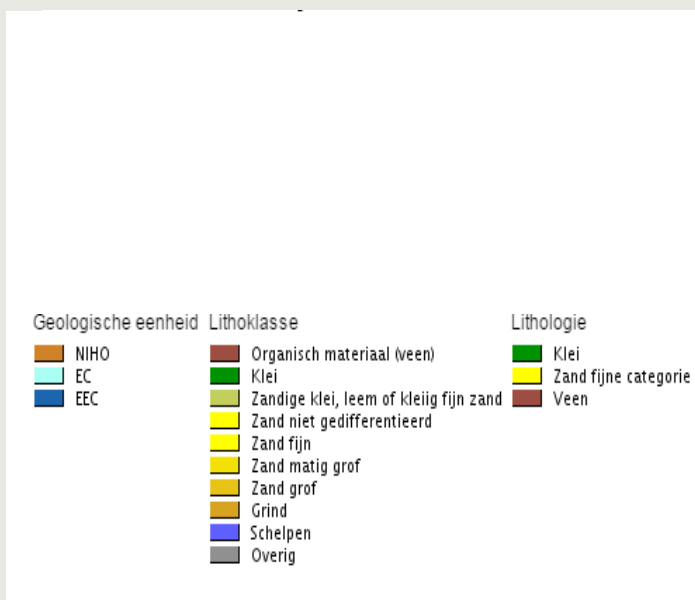 Geologische eenheid
NIHO
EC
EEC
Lithoklasse
Organisch materiaal (veen)
Klei
Zandige klei, leem of kleiig fijn zand
Zand niet gedifferentieerd
Zand fijn
Zand matig grof
Zand grof
Grind
Schelpen
Overig
Lithologie
Klei
Zand fijne categorie
Veen